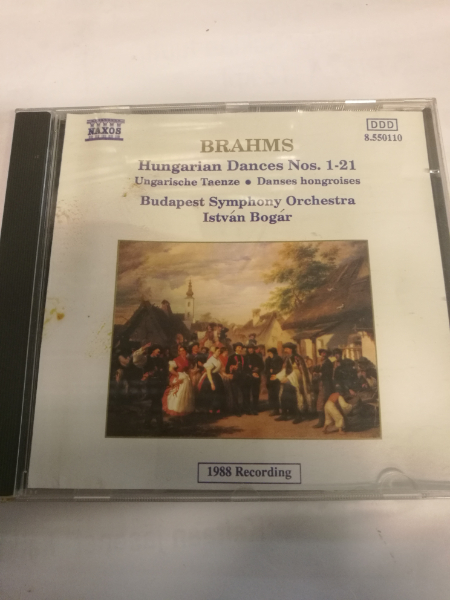 NAXOS
DDD
8.550110
BRAHMS
Hungarian Dances Nos. 1-21
Ungarische Taenze • Danses hongroises
Budapest Symphony Orchestra
István Bogár
1988 Recording